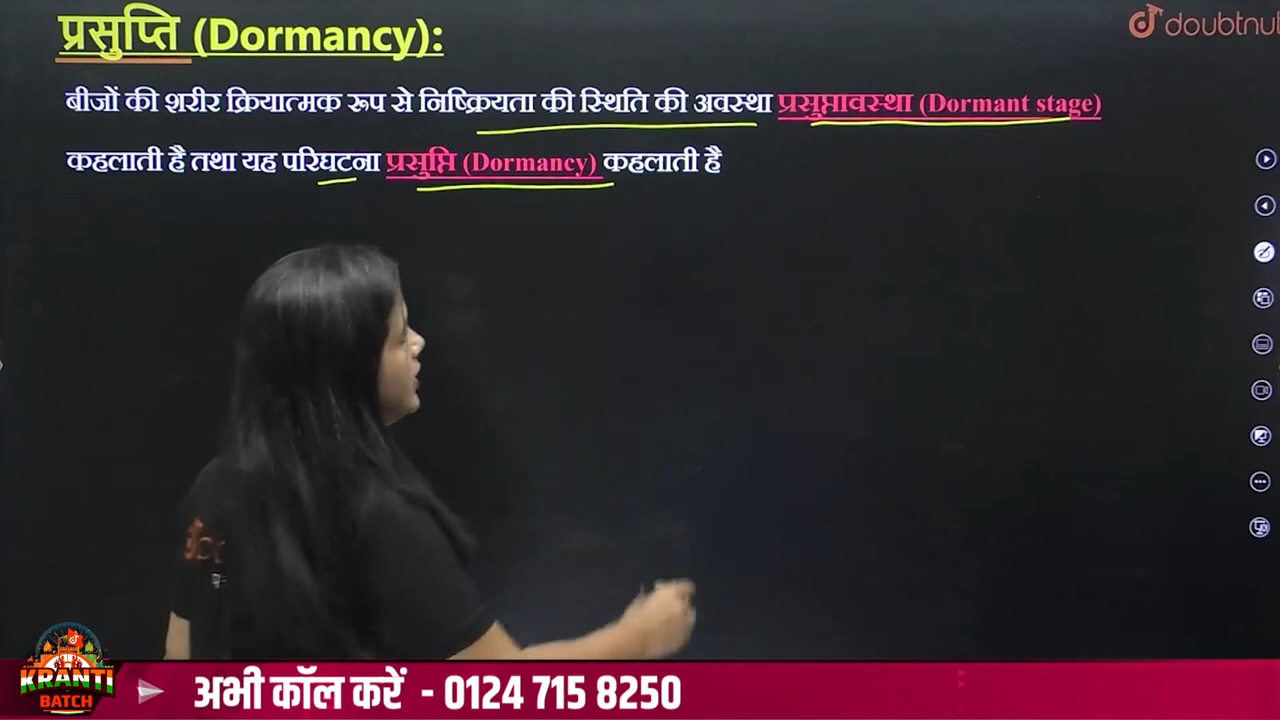 प्रसुप्ति (Dormancy):
doubtnut
बीजों की शरीर क्रियात्मक रूप से निष्क्रियता की स्थिति की अवस्था प्रसुप्तावस्था (Dormant stage)
कहलाती है तथा यह परिघटना प्रसुप्ति (Dormancy) कहलाती है
KRANTI
BATCH
अभी कॉल करें - 0124 715 8250